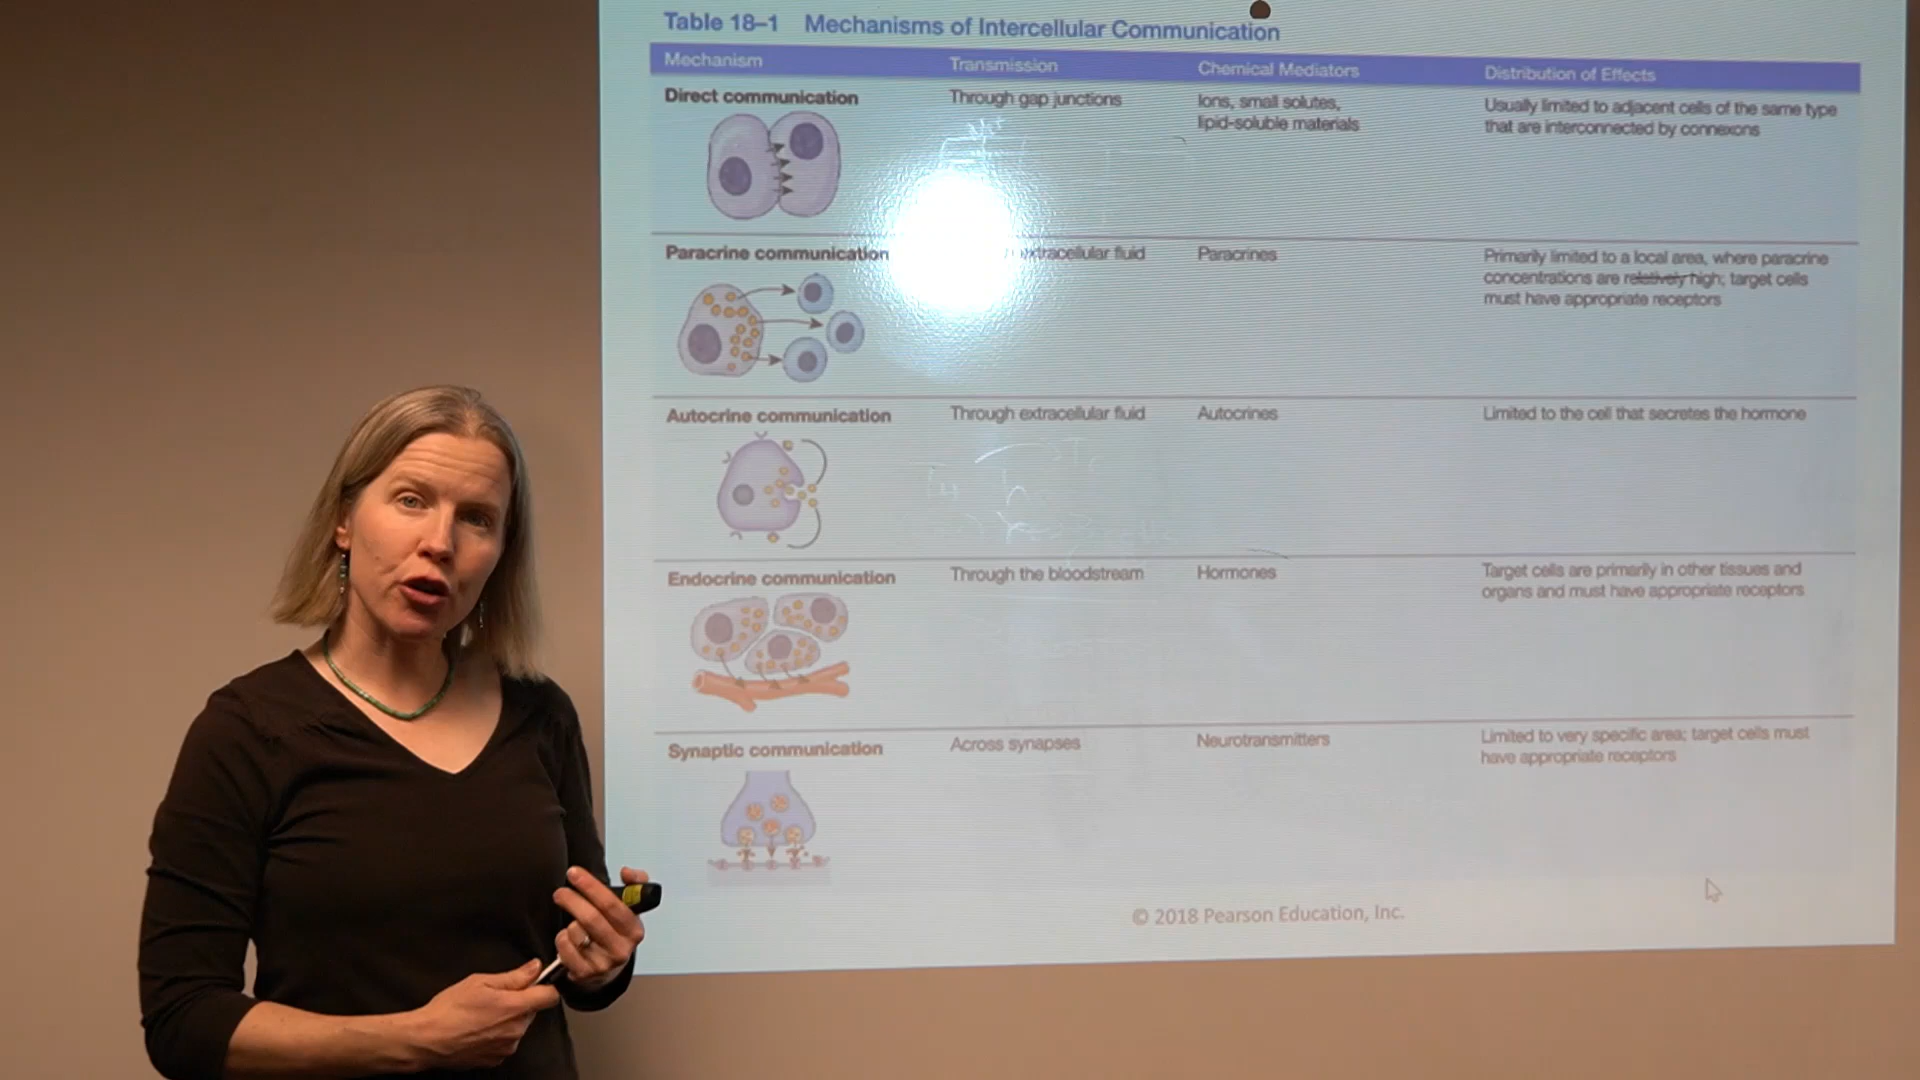 Table 18–1 Mechanisms of Intercellular Communication
Mechanism Transmission Chemical Mediators Distribution of Effects
Direct communication Through gap junctions
Ions, small solutes,
lipid-soluble materials
Usually limited to adjacent cells of the same type
that are interconnected by connexons
Paracrine communication extracellular fluid Paracrines
Primarily limited to a local area, where paracrine
concentrations are relatively high; target cells
must have appropriate receptors
Autocrine communication Through extracellular fluid Autocrines Limited to the cell that secretes the hormone
Endocrine communication Through the bloodstream Hormones
Target cells are primarily in other tissues and
organs and must have appropriate receptors
Synaptic communication Across synapses Neurotransmitters
Limited to very specific area; target cells must
have appropriate receptors
© 2018 Pearson Education, Inc.